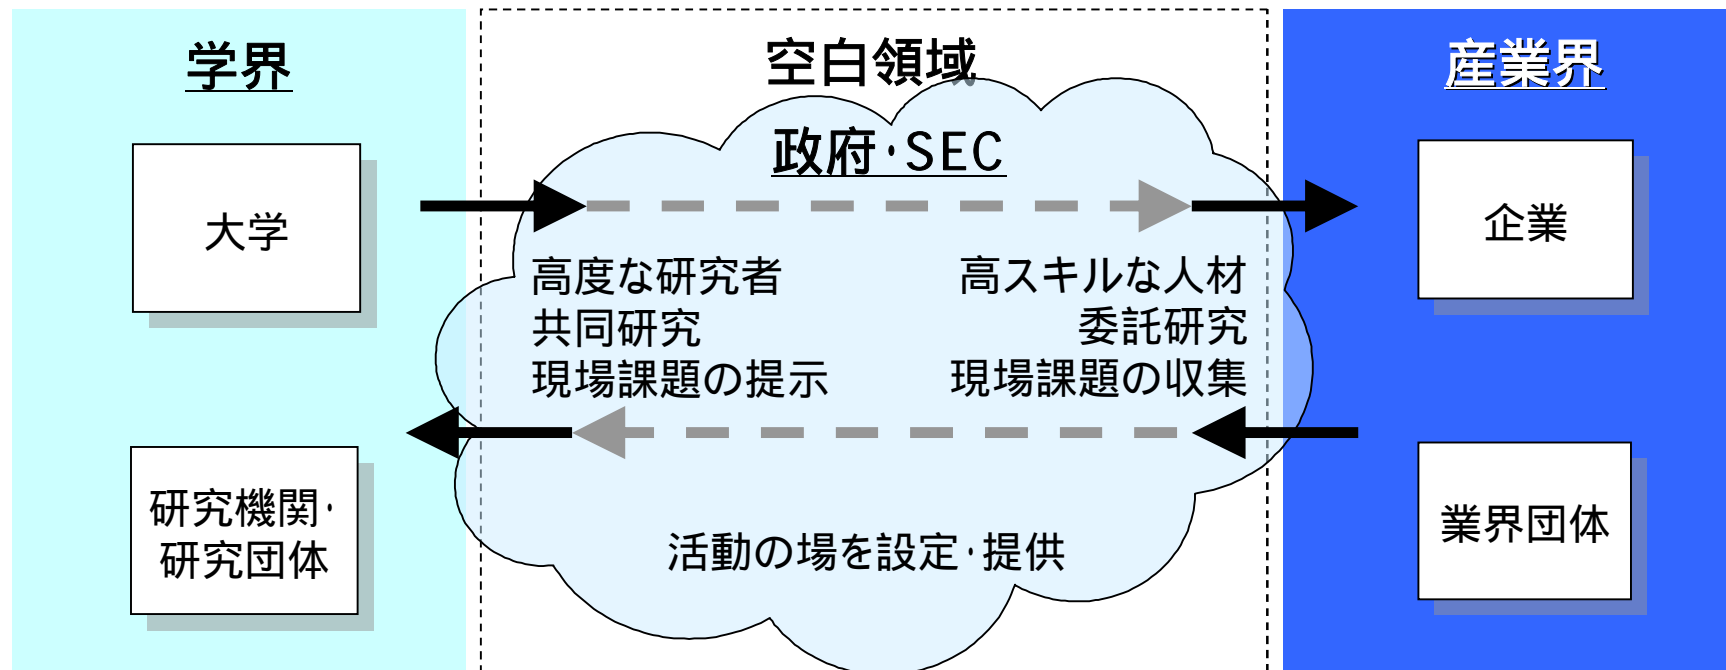 学界
空白領域
産業界
政府・SEC
大学
企業
高度な研究者
共同研究
現場課題の提示
高スキルな人材
委託研究
現場課題の収集
研究機関・
研究団体
業界団体
活動の場を設定・提供